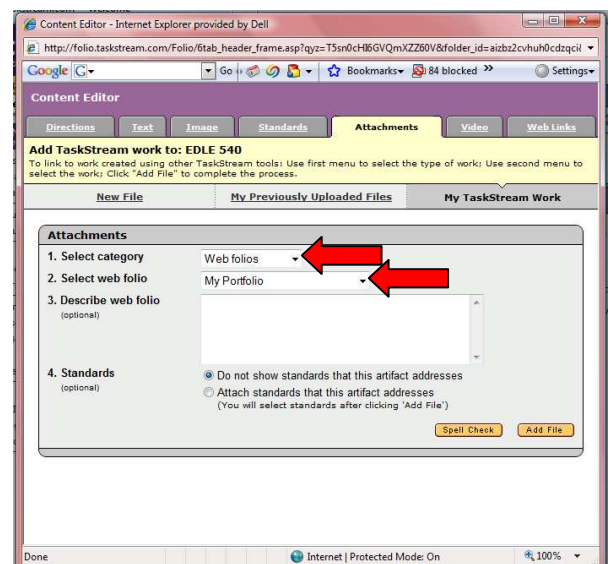 Content Editor - Internet Explorer provided by Dell
http://folio.taskstream.com/Folio/6tab_header_frame.asp?qyz=T5sn0cHI6GVQmXZZ60V&folder_id=aizbz2cvhuh0cdzqci
Google G Go Bookmarks 84 blocked » Settings
Content Editor
Directions Text Image Standards Attachments Video Web Links
Add TaskStream work to: EDLE 540
To link to work created using other TaskStream tools: Use first menu to select the type of work; Use second menu to
select the work; Click "Add File" to complete the process.
New File My Previously Uploaded Files My TaskStream Work
Attachments
1. Select category Web folios
2. Select web folio My Portfolio
3. Describe web folio
(optional)
4. Standards Do not show standards that this artifact addresses
(optional) Attach standards that this artifact addresses
(You will select standards after clicking 'Add File')
Spell Check Add File
Done Internet | Protected Mode: On 100%